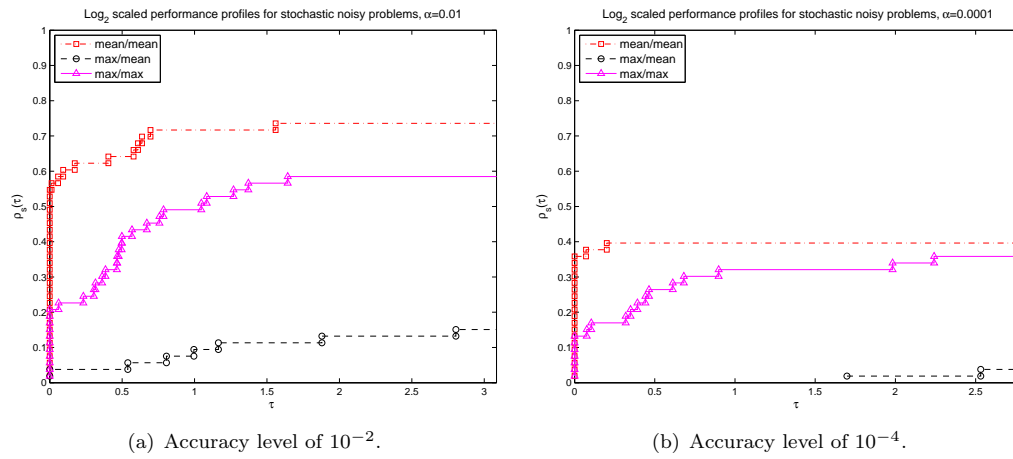 Log₂ scaled performance profiles for stochastic noisy problems, α=0.01
mean/mean
max/mean
max/max
1
0.9
0.8
0.7
0.6
0.5
0.4
0.3
0.2
0.1
0
ρₛ(τ)
0 0.5 1 1.5 2 2.5 3
τ
(a) Accuracy level of 10⁻².
Log₂ scaled performance profiles for stochastic noisy problems, α=0.0001
mean/mean
max/mean
max/max
1
0.9
0.8
0.7
0.6
0.5
0.4
0.3
0.2
0.1
0
ρₛ(τ)
0 0.5 1 1.5 2 2.5
τ
(b) Accuracy level of 10⁻⁴.